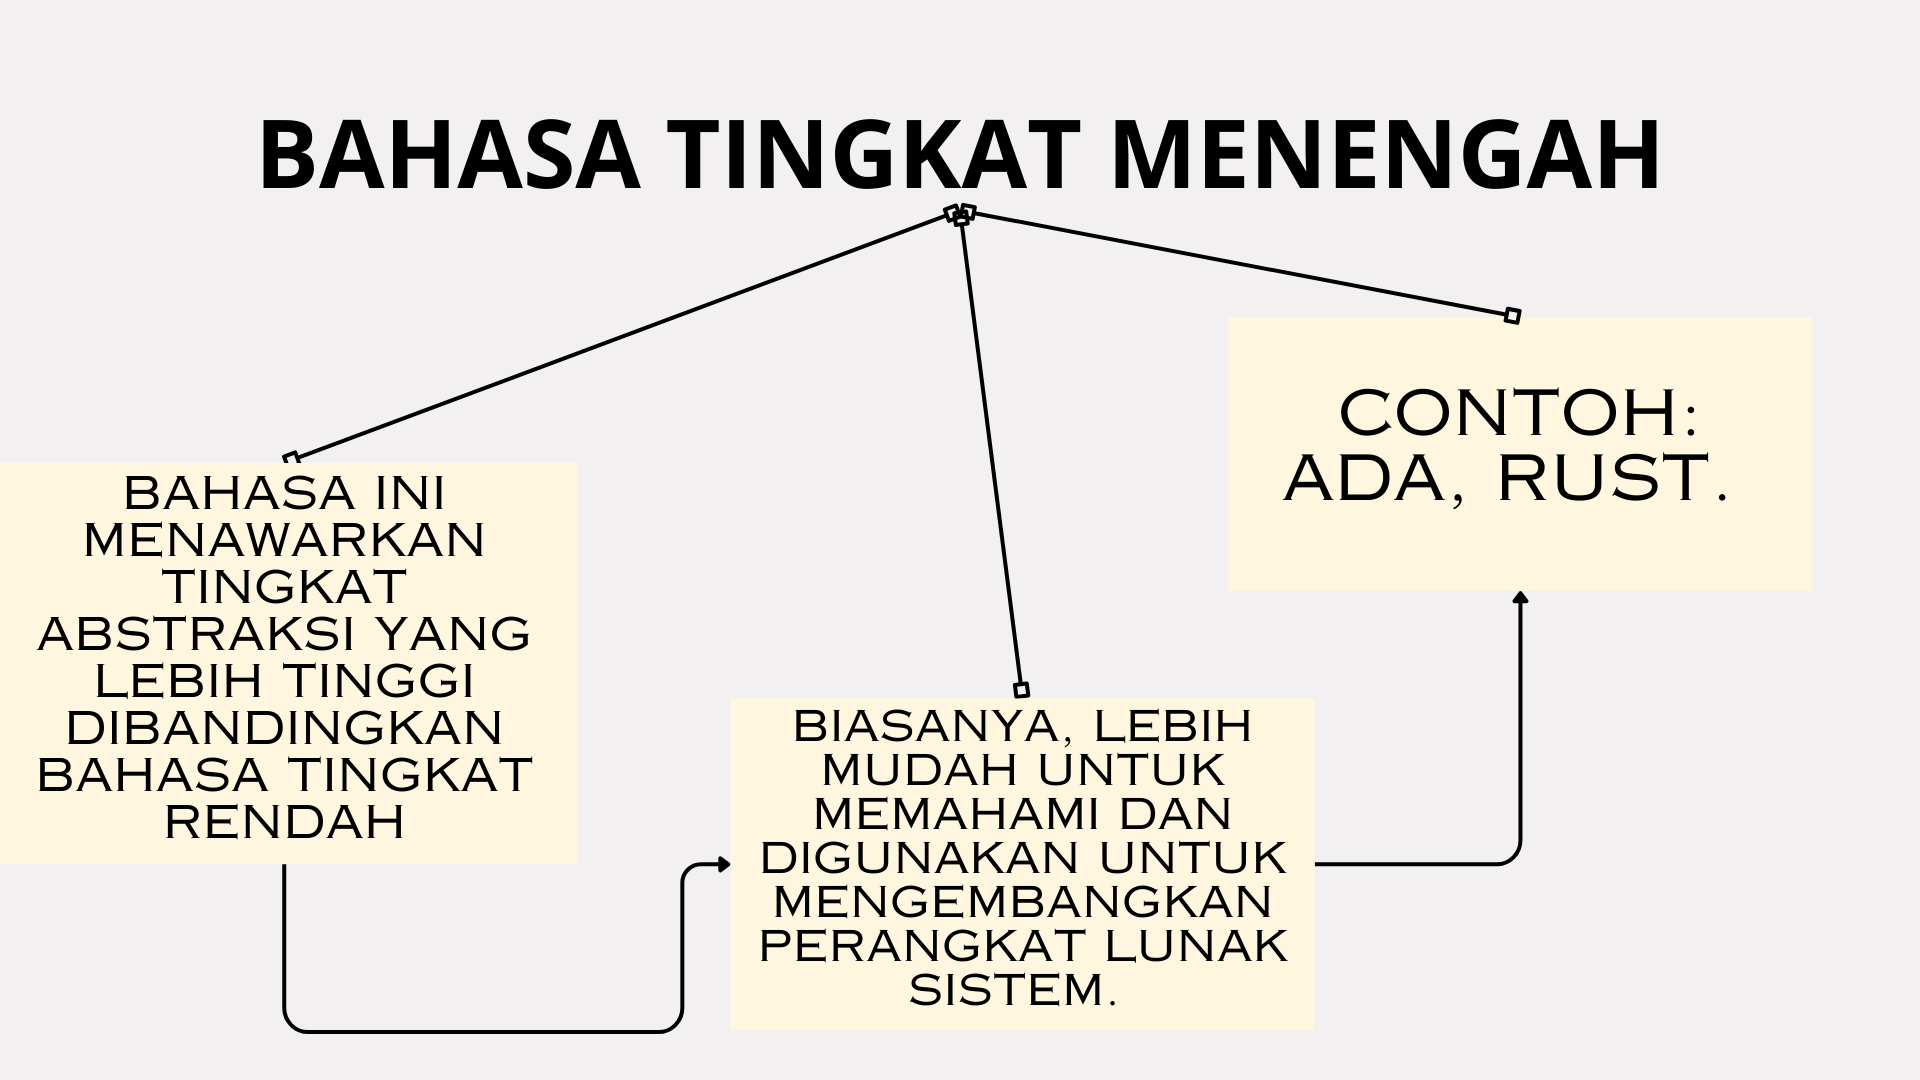 BAHASA TINGKAT MENENGAH
BAHASA INI
MENAWARKAN
TINGKAT
ABSTRAKSI YANG
LEBIH TINGGI
DIBANDINGKAN
BAHASA TINGKAT
RENDAH
BIASANYA, LEBIH
MUDAH UNTUK
MEMAHAMI DAN
DIGUNAKAN UNTUK
MENGEMBANGKAN
PERANGKAT LUNAK
SISTEM.
CONTOH:
ADA, RUST.